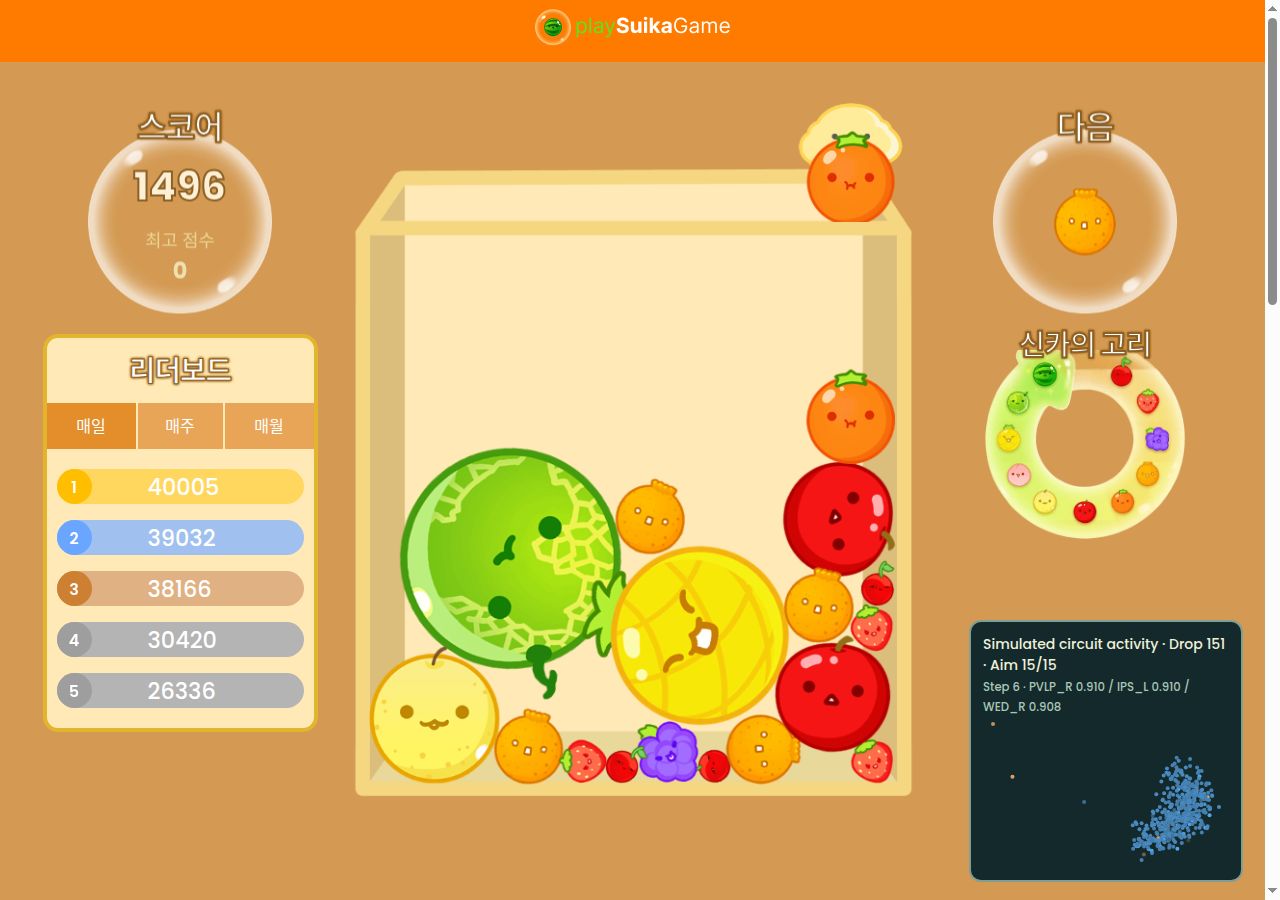 playSuikaGame
스코어
1496
최고 점수
0
다음
리더보드
매일 매주 매월
1 40005
2 39032
3 38166
4 30420
5 26336
신카의 고리
Simulated circuit activity · Drop 151
· Aim 15/15
Step 6 · PVLP_R 0.910 / IPS_L 0.910 /
WED_R 0.908